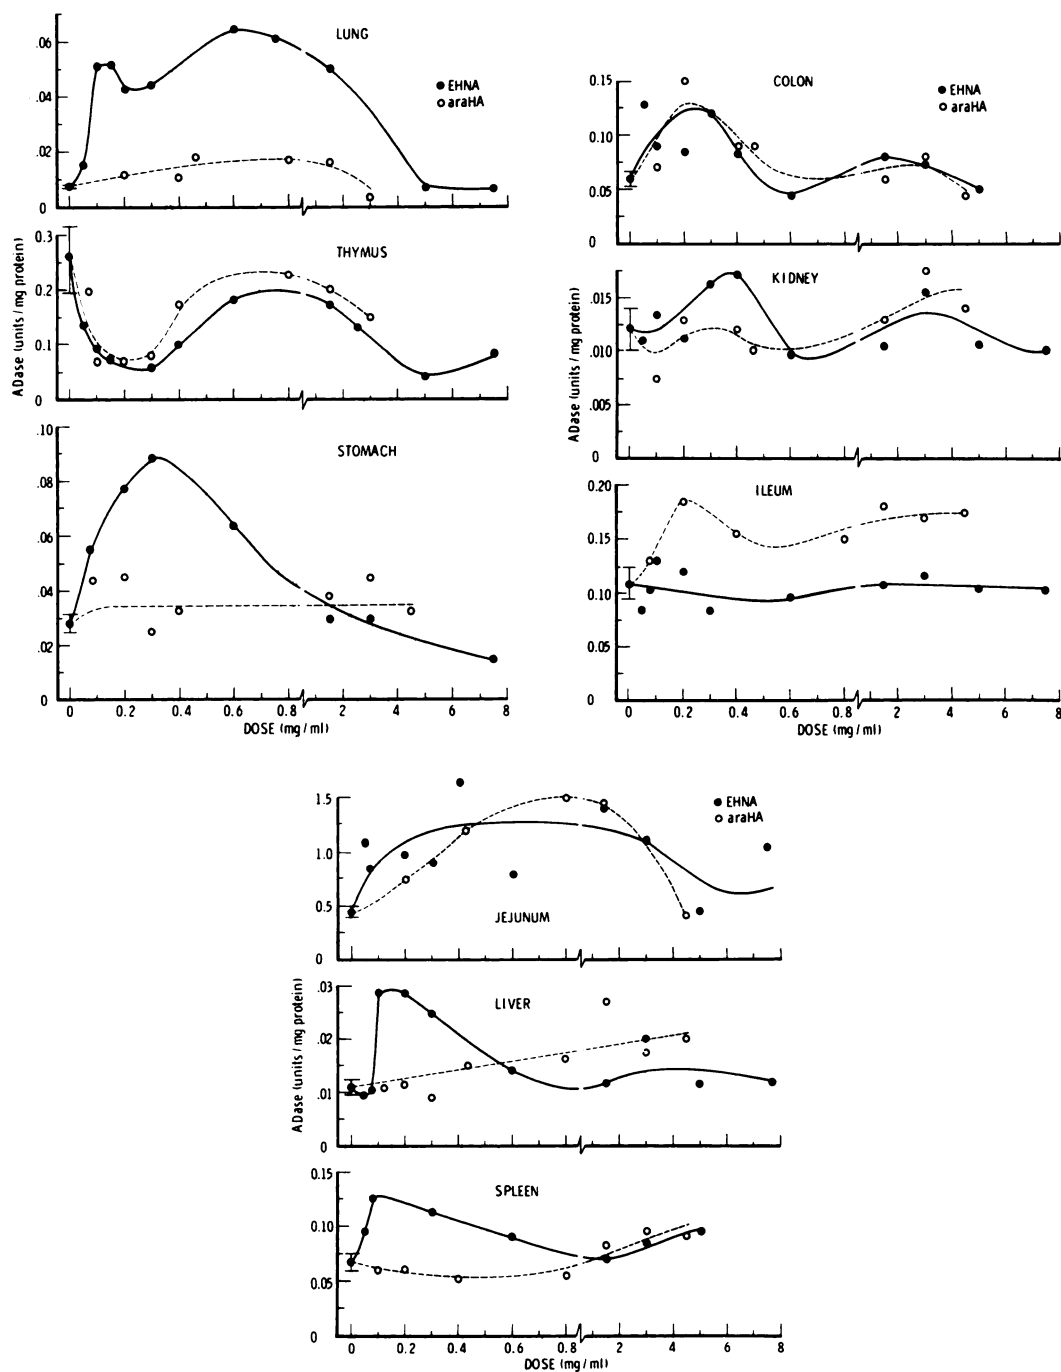 LUNG
.06
.04
.02
0
● EHNA
○ araHA
THYMUS
0.3
0.2
0.1
0
ADase (units / mg protein)
STOMACH
.10
.08
.06
.04
.02
0
0 0.2 0.4 0.6 0.8 2 4 6 8
DOSE (mg / ml)
COLON
0.15
0.10
0.05
0
● EHNA
○ araHA
KIDNEY
.015
.010
.005
0
ADase (units / mg protein)
ILEUM
0.20
0.15
0.10
0.05
0
0 0.2 0.4 0.6 0.8 2 4 6 8
DOSE (mg / ml)
1.5
1.0
0.5
0
● EHNA
○ araHA
JEJUNUM
LIVER
.03
.02
.01
0
ADase (units / mg protein)
SPLEEN
0.15
0.10
0.05
0
0 0.2 0.4 0.6 0.8 2 4 6 8
DOSE (mg / ml)